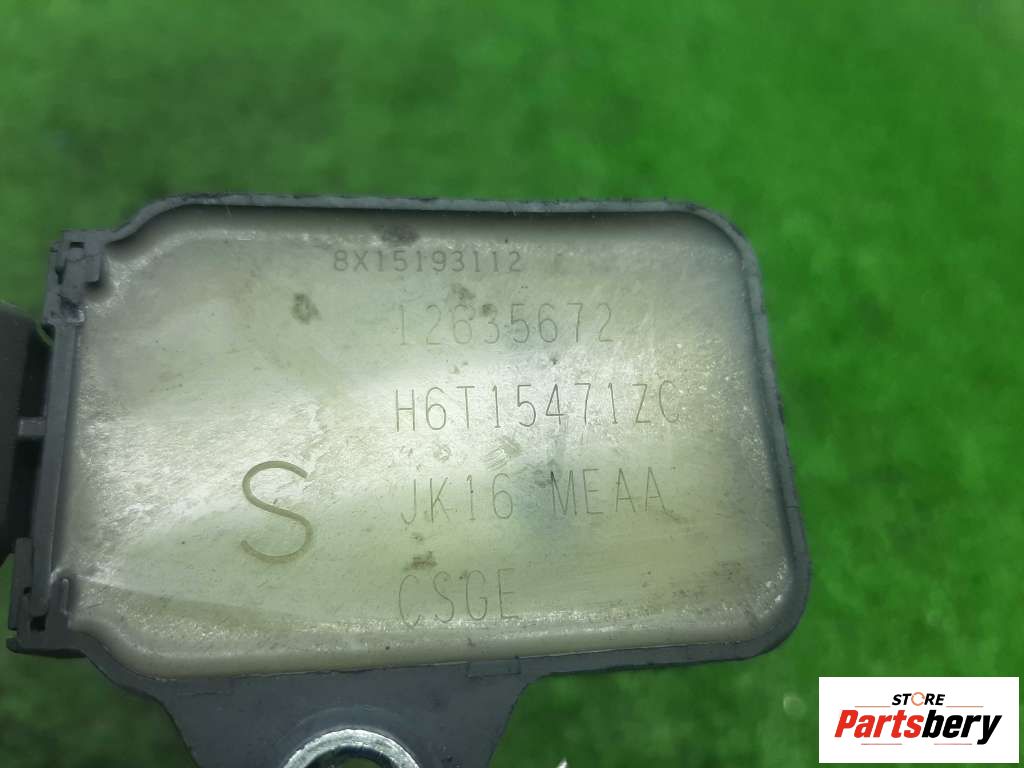 8X15193112
12635672
H6T15471ZC
S
JK16 MEAA
CSGE
STORE
Partsbery